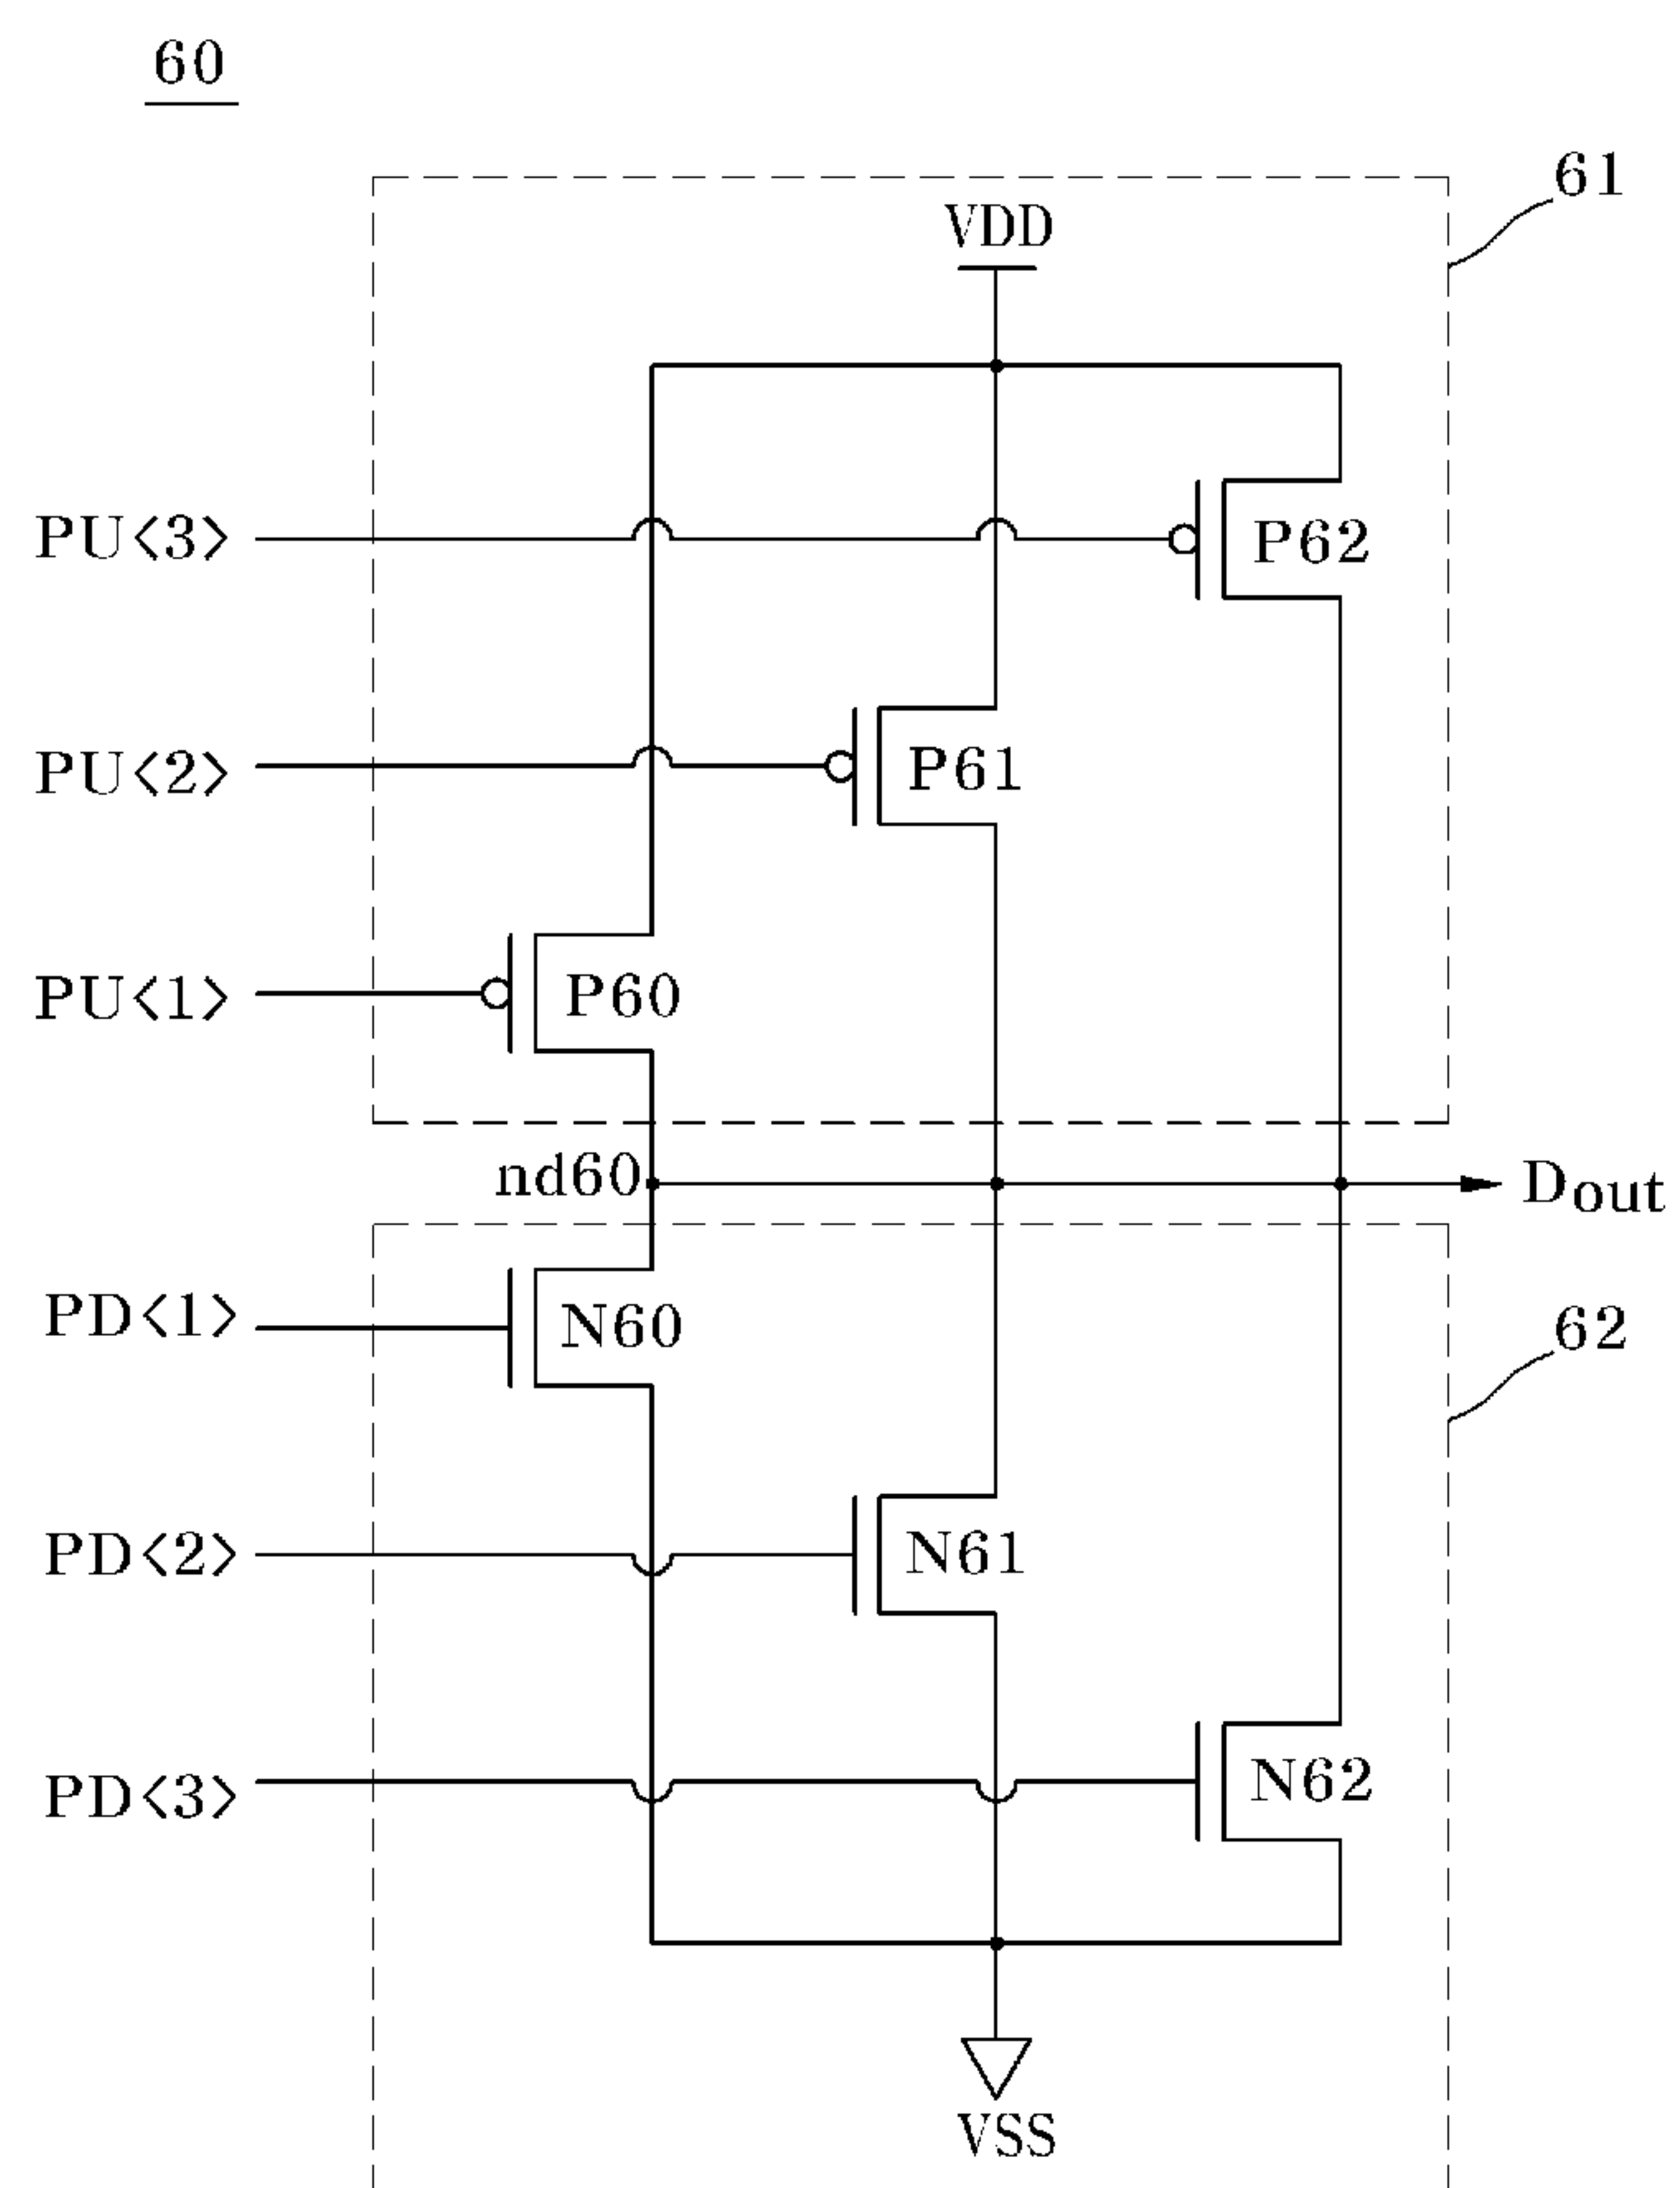 60
61
VDD
PU<3>
P62
PU<2>
P61
PU<1>
P60
nd60
Dout
PD<1>
N60
62
PD<2>
N61
PD<3>
N62
VSS